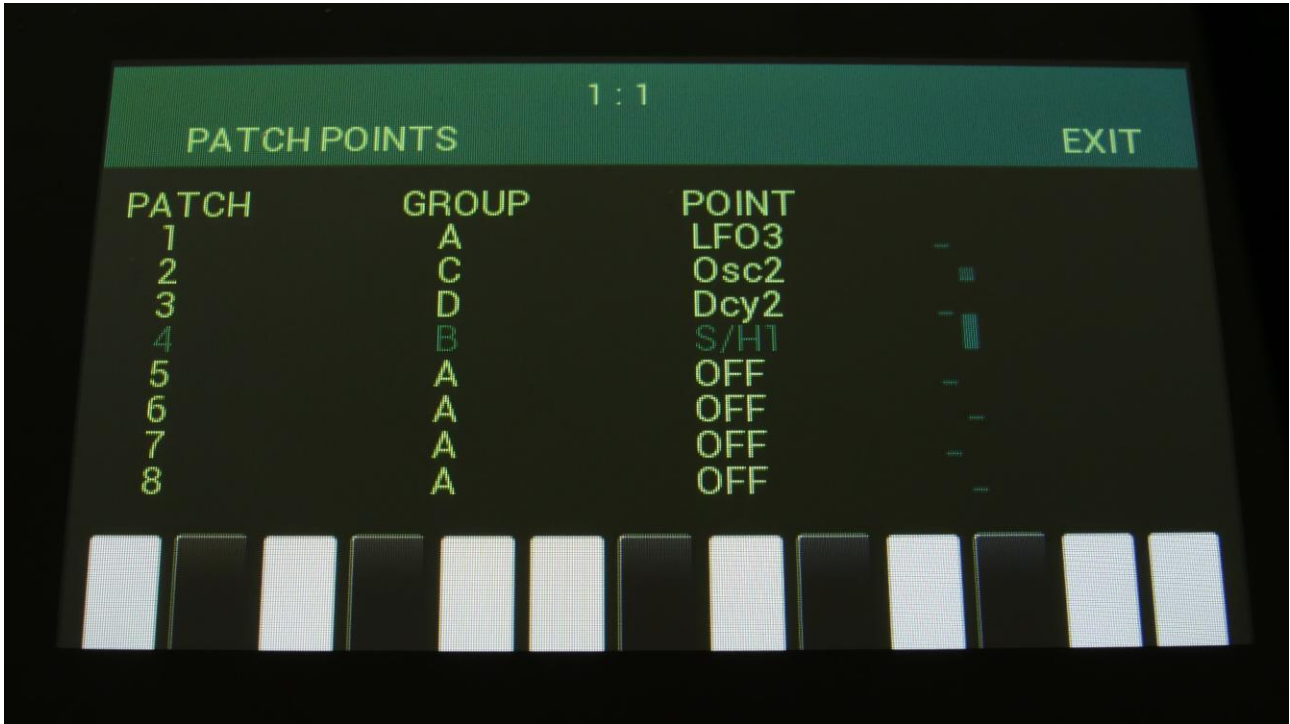 1 : 1
PATCH POINTS EXIT
PATCH GROUP POINT
1 A LFO3
2 C Osc2
3 D Dcy2
4 B S/H1
5 A OFF
6 A OFF
7 A OFF
8 A OFF